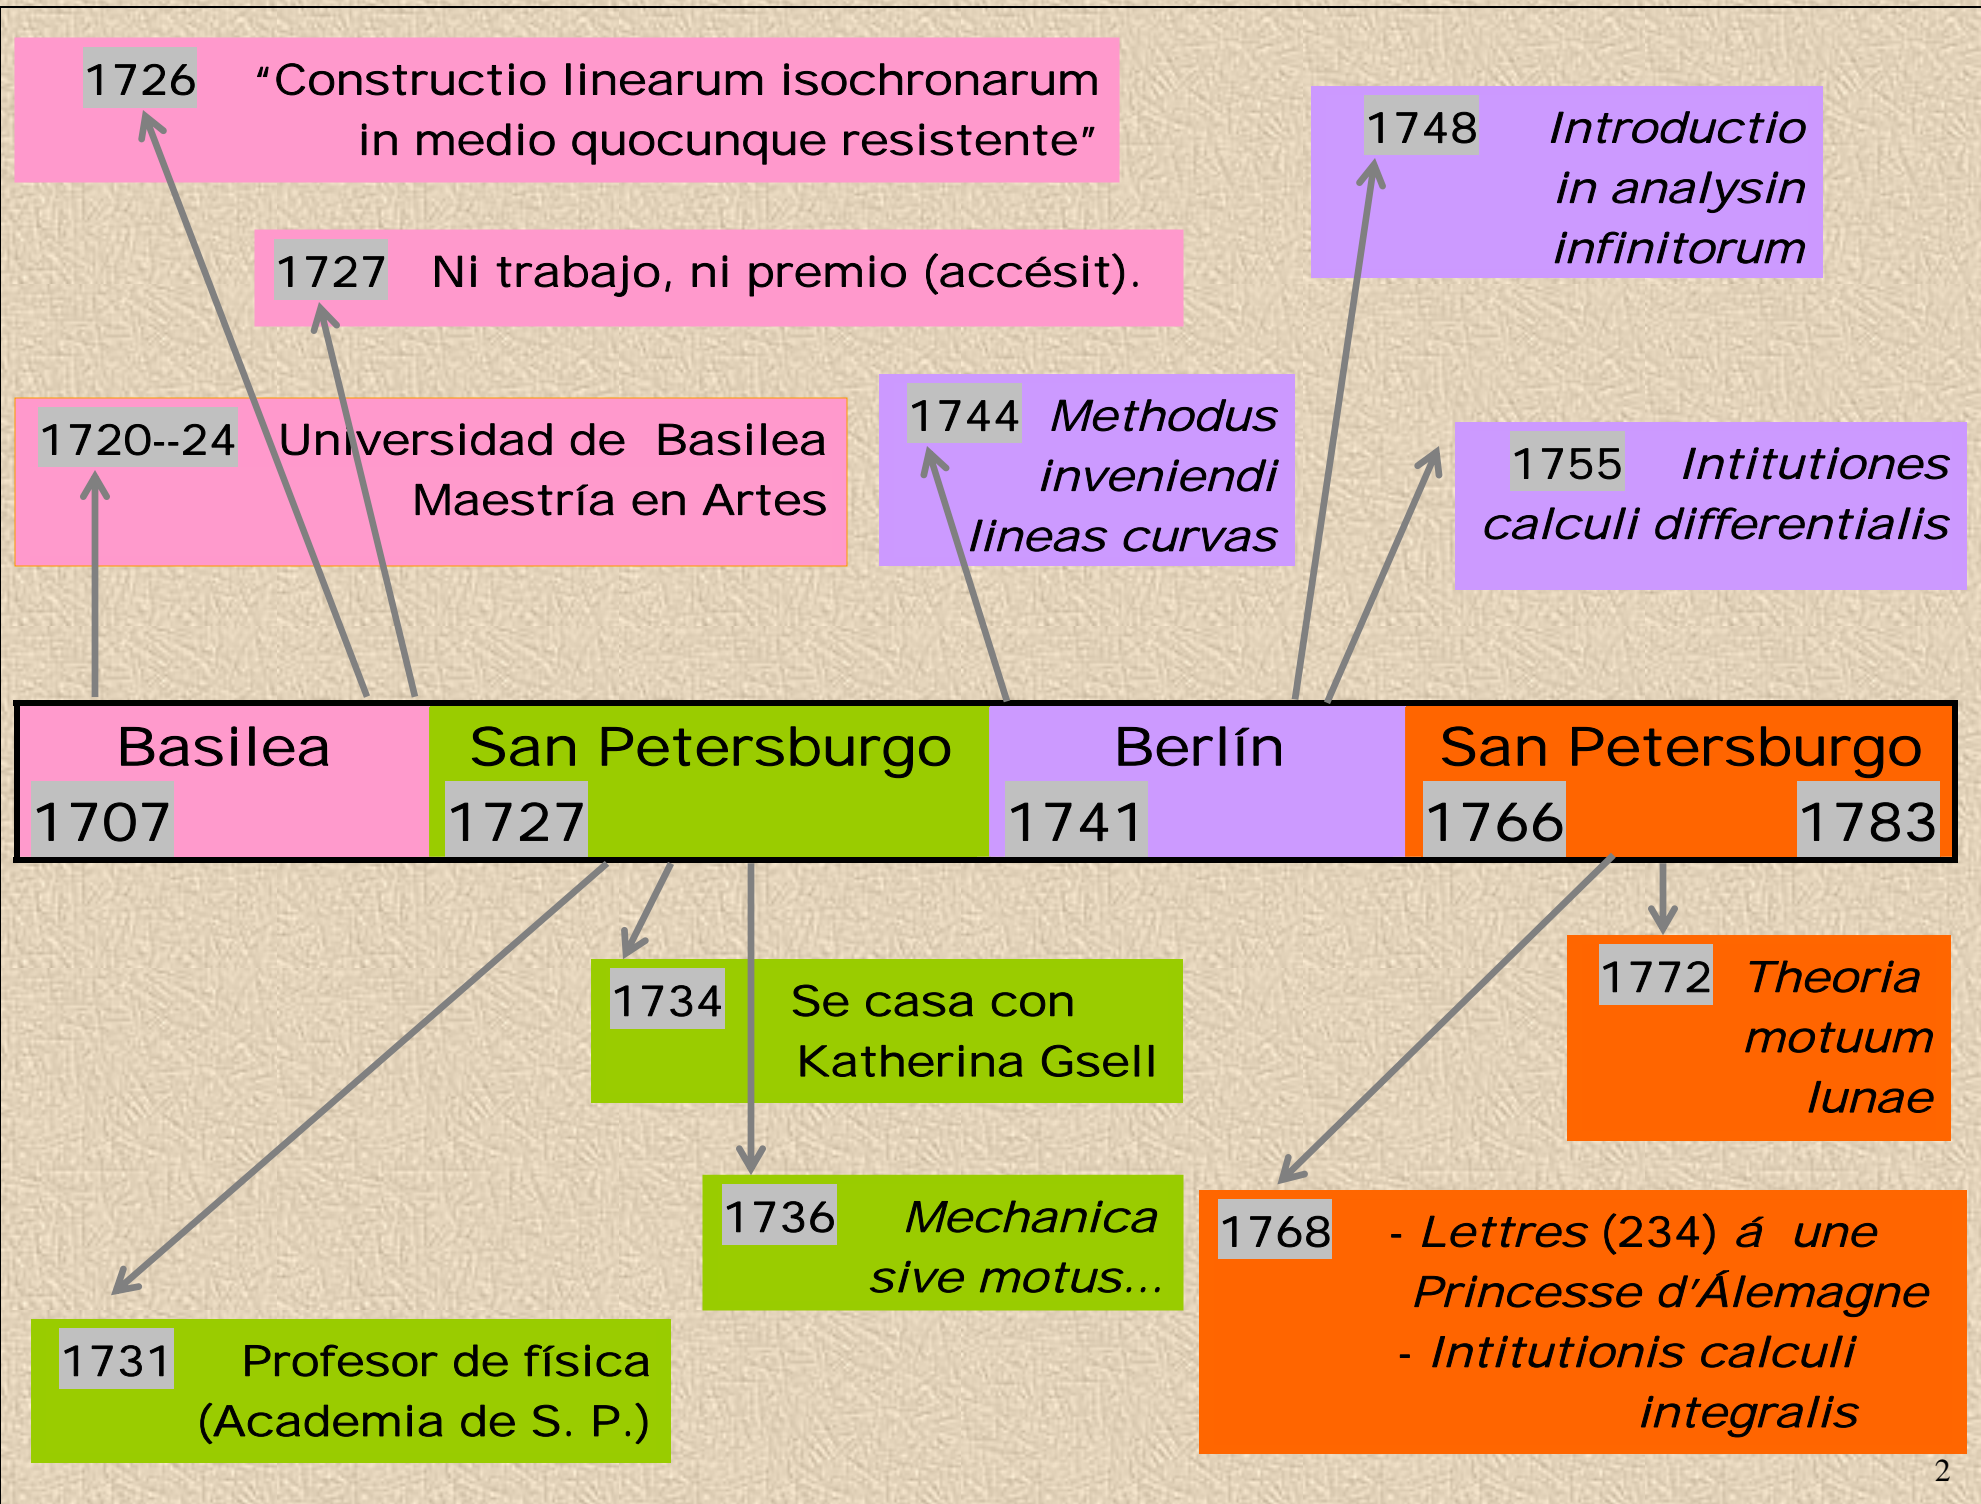 1726 “Constructio linearum isochronarum
in medio quocunque resistente”
1748 Introductio
in analysin
infinitorum
1727 Ni trabajo, ni premio (accésit).
1720--24 Universidad de Basilea
Maestría en Artes
1744 Methodus
inveniendi
lineas curvas
1755 Intitutiones
calculi differentialis
Basilea San Petersburgo Berlín San Petersburgo
1707 1727 1741 1766 1783
1734 Se casa con
Katherina Gsell
1772 Theoria
motuum
lunae
1736 Mechanica
sive motus...
1768 - Lettres (234) á une
Princesse d’Álemagne
- Intitutionis calculi
integralis
1731 Profesor de física
(Academia de S. P.)
2